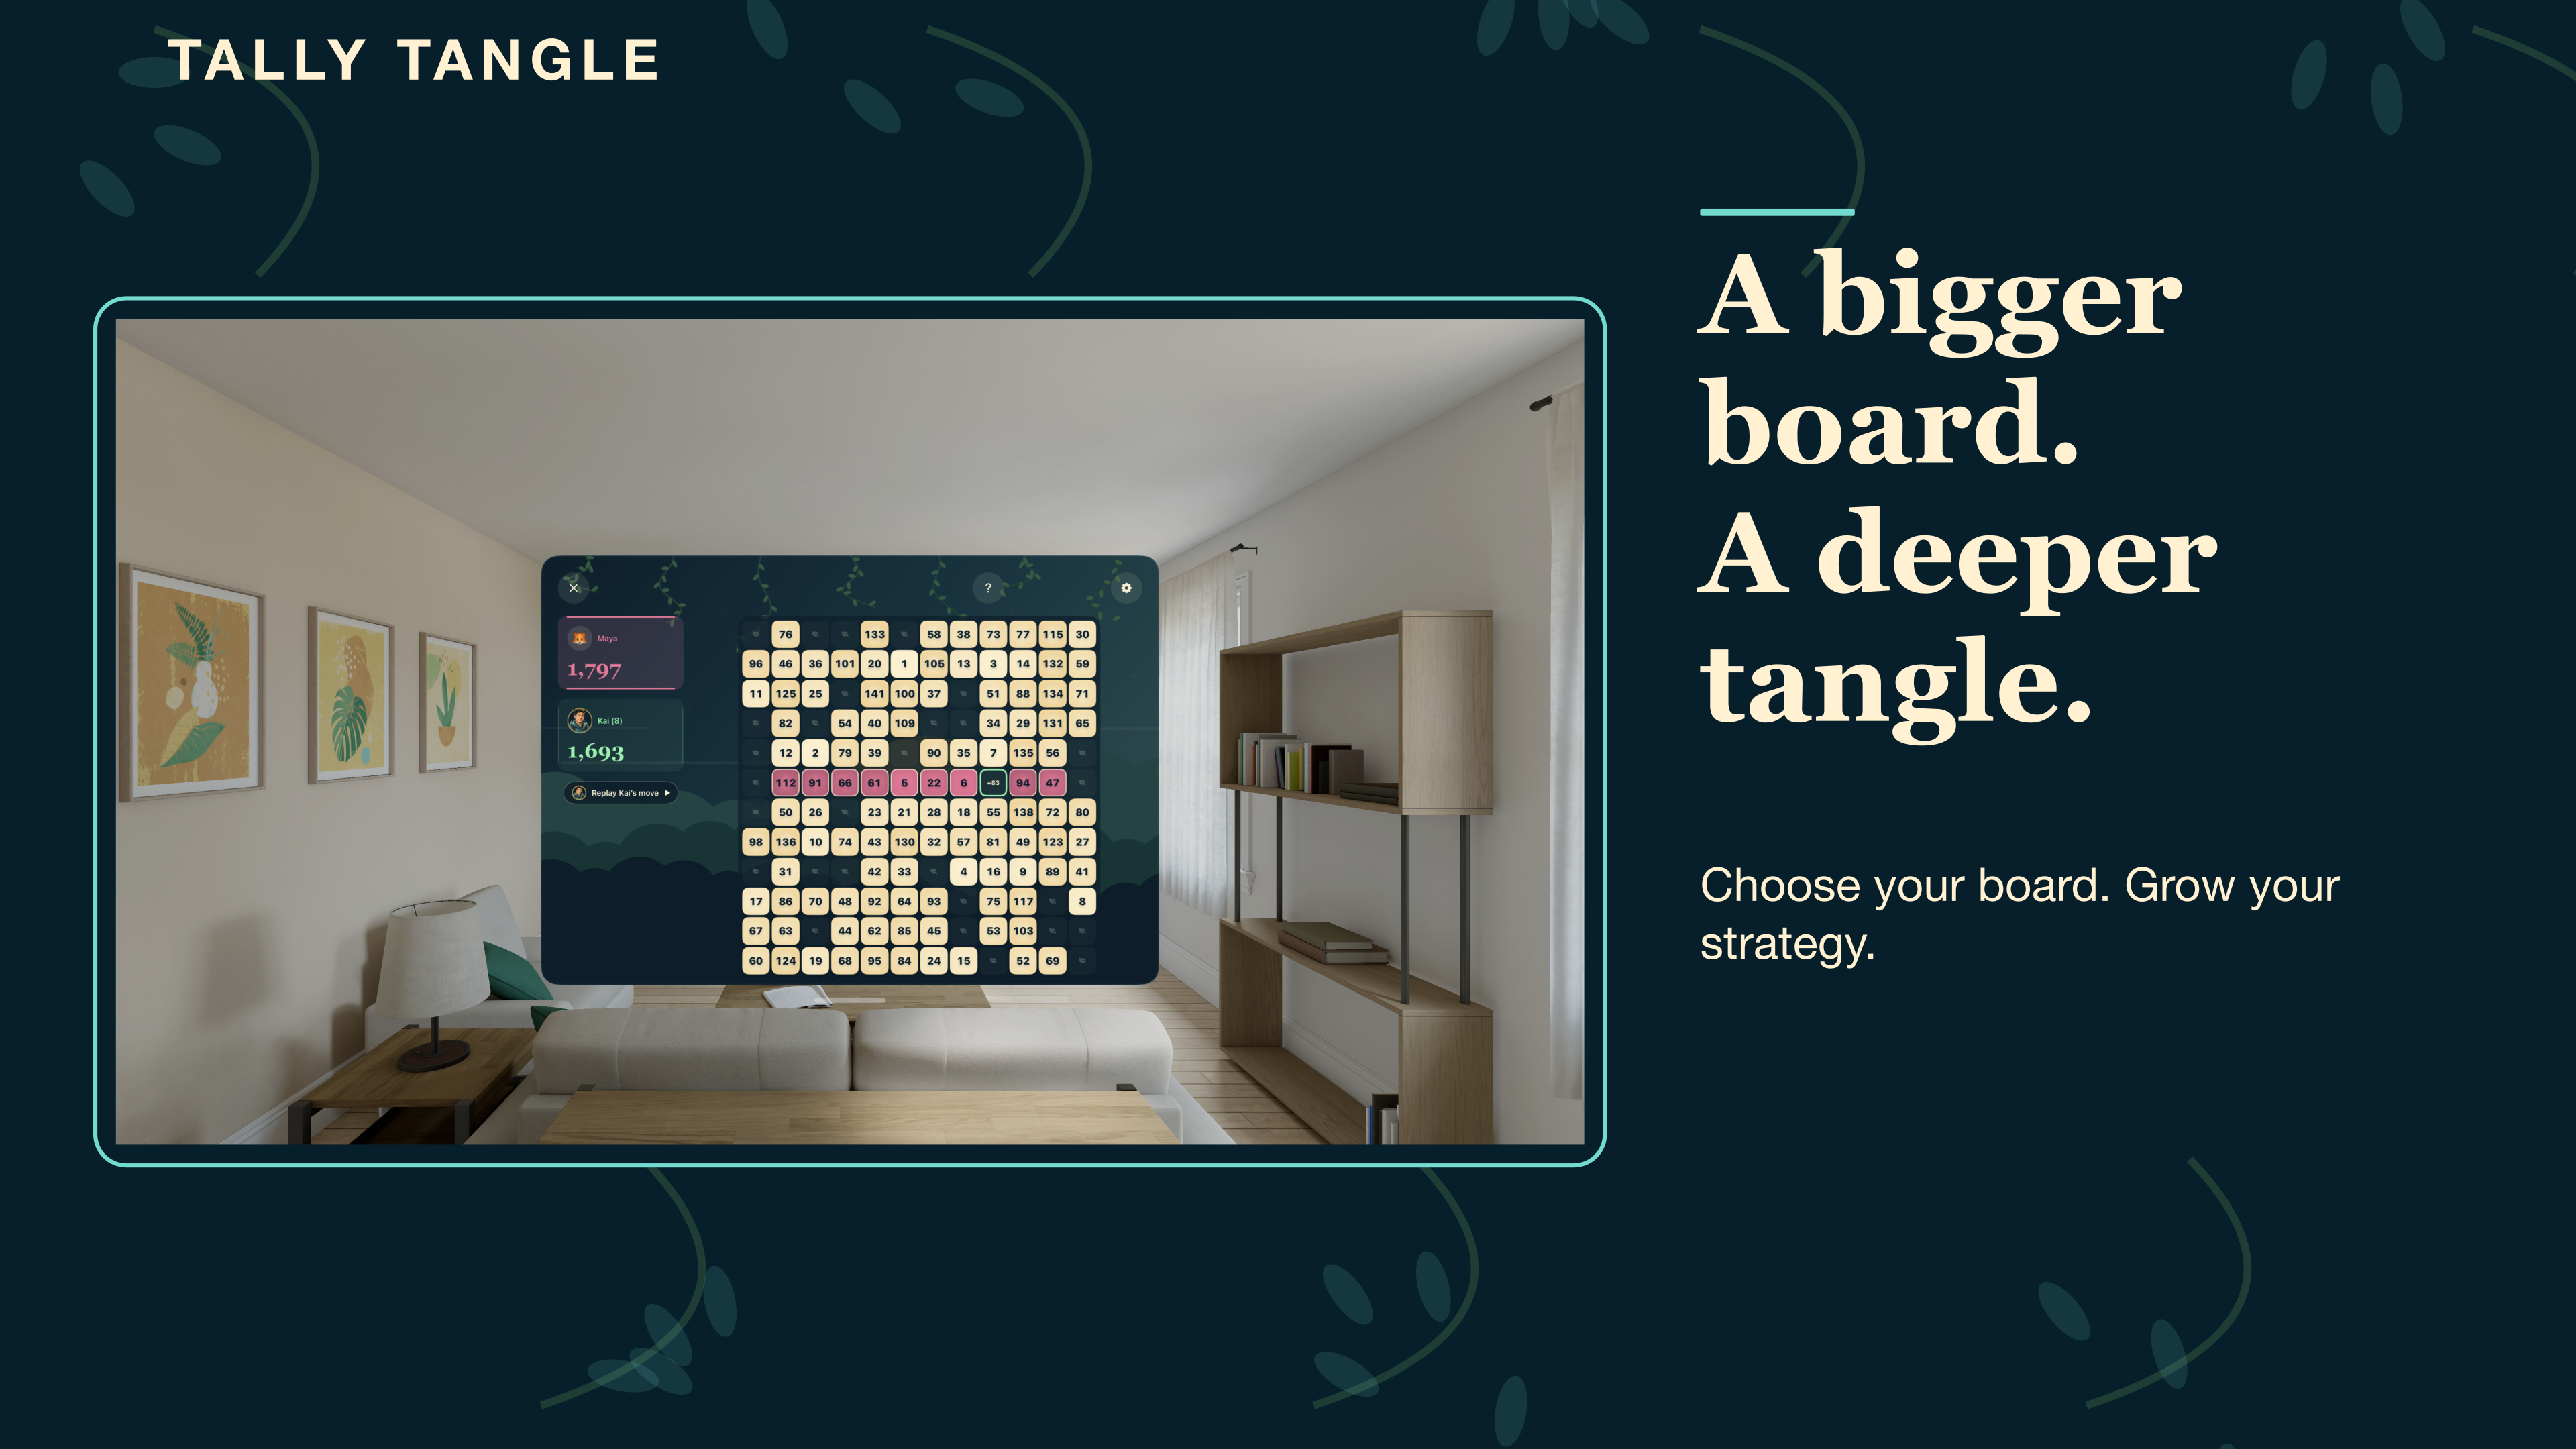 TALLY TANGLE
A bigger
board.
A deeper
tangle.
Choose your board. Grow your
strategy.
?
Maya
1,797
Kai (8)
1,693
Replay Kai's move
76 133 58 38 73 77 115 30
96 46 36 101 20 1 105 13 3 14 132 59
11 125 25 141 100 37 51 88 134 71
82 54 40 109 34 29 131 65
12 2 79 39 90 35 7 135 56
112 91 66 61 5 22 6 +83 94 47
50 26 23 21 28 18 55 138 72 80
98 136 10 74 43 130 32 57 81 49 123 27
31 42 33 4 16 9 89 41
17 86 70 48 92 64 93 75 117 8
67 63 44 62 85 45 53 103
60 124 19 68 95 84 24 15 52 69